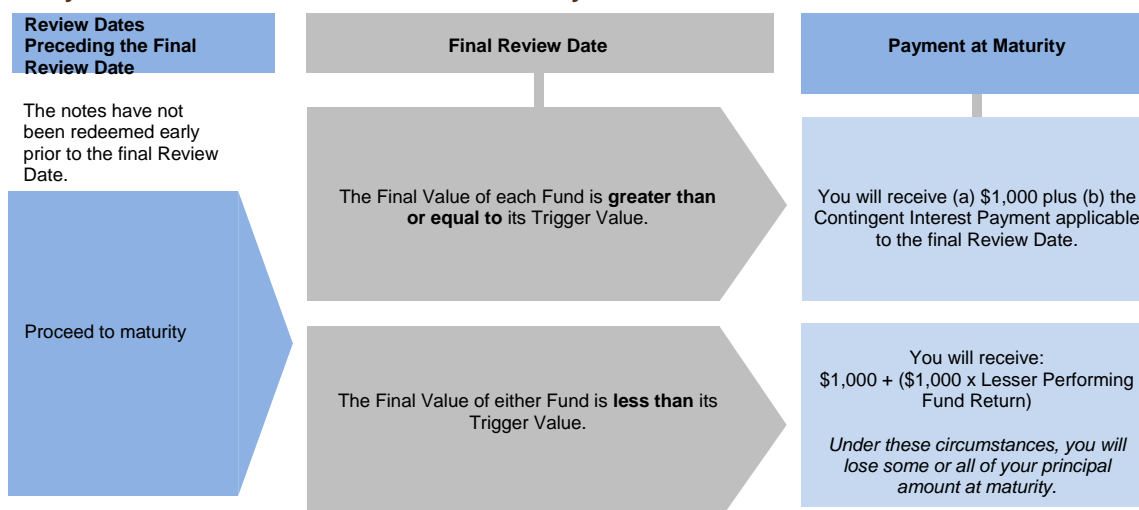 Review Dates
Preceding the Final
Review Date
Final Review Date
Payment at Maturity
The notes have not
been redeemed early
prior to the final Review
Date.
Proceed to maturity
The Final Value of each Fund is greater than
or equal to its Trigger Value.
You will receive (a) $1,000 plus (b) the
Contingent Interest Payment applicable
to the final Review Date.
The Final Value of either Fund is less than its
Trigger Value.
You will receive:
$1,000 + ($1,000 x Lesser Performing
Fund Return)
Under these circumstances, you will
lose some or all of your principal
amount at maturity.